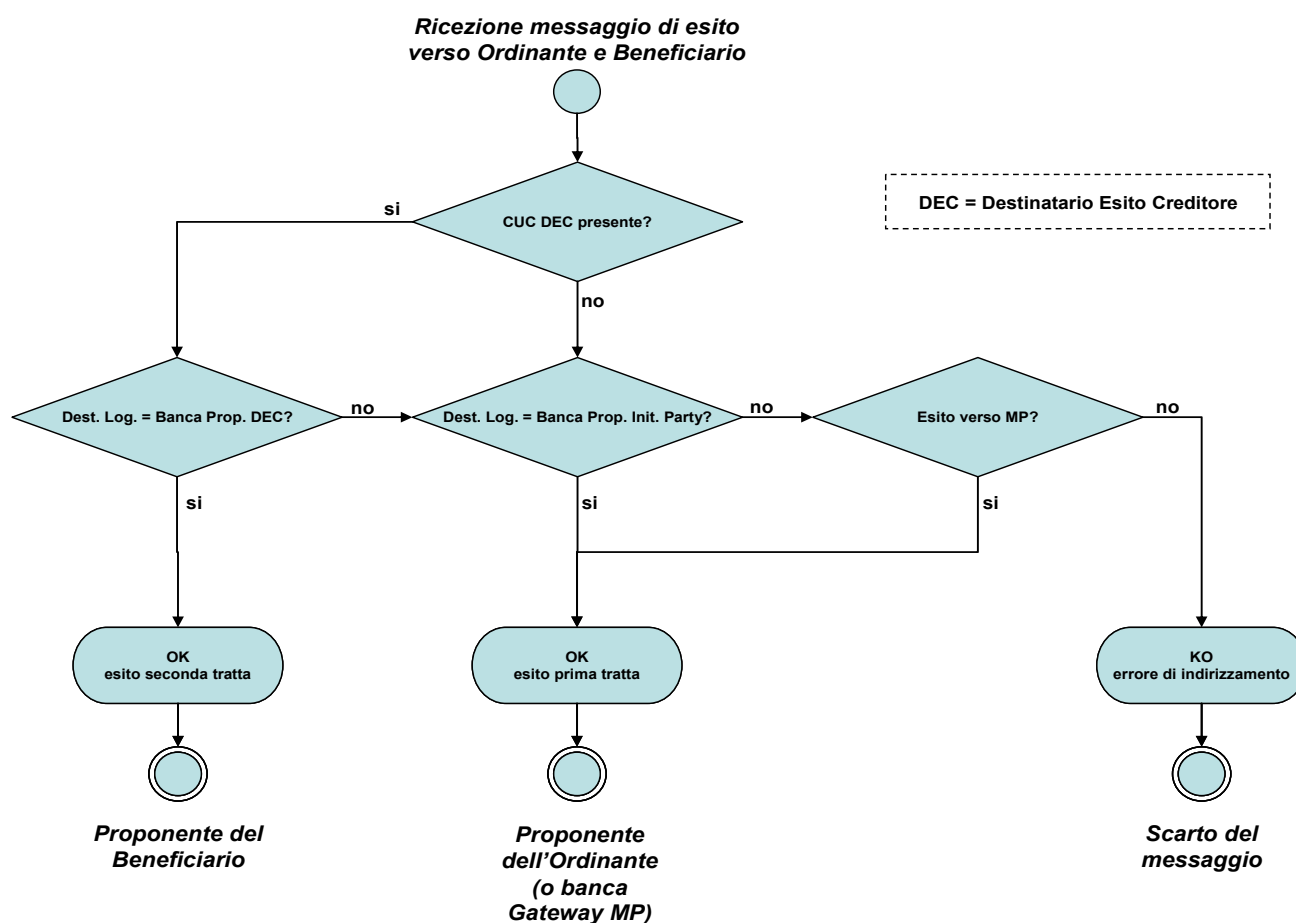 Ricezione messaggio di esito
verso Ordinante e Beneficiario
si
CUC DEC presente?
DEC = Destinatario Esito Creditore
no
Dest. Log. = Banca Prop. DEC?
no
Dest. Log. = Banca Prop. Init. Party?
no
Esito verso MP?
no
si
si
si
OK
esito seconda tratta
OK
esito prima tratta
KO
errore di indirizzamento
Proponente del
Beneficiario
Proponente
dell’Ordinante
(o banca
Gateway MP)
Scarto del
messaggio